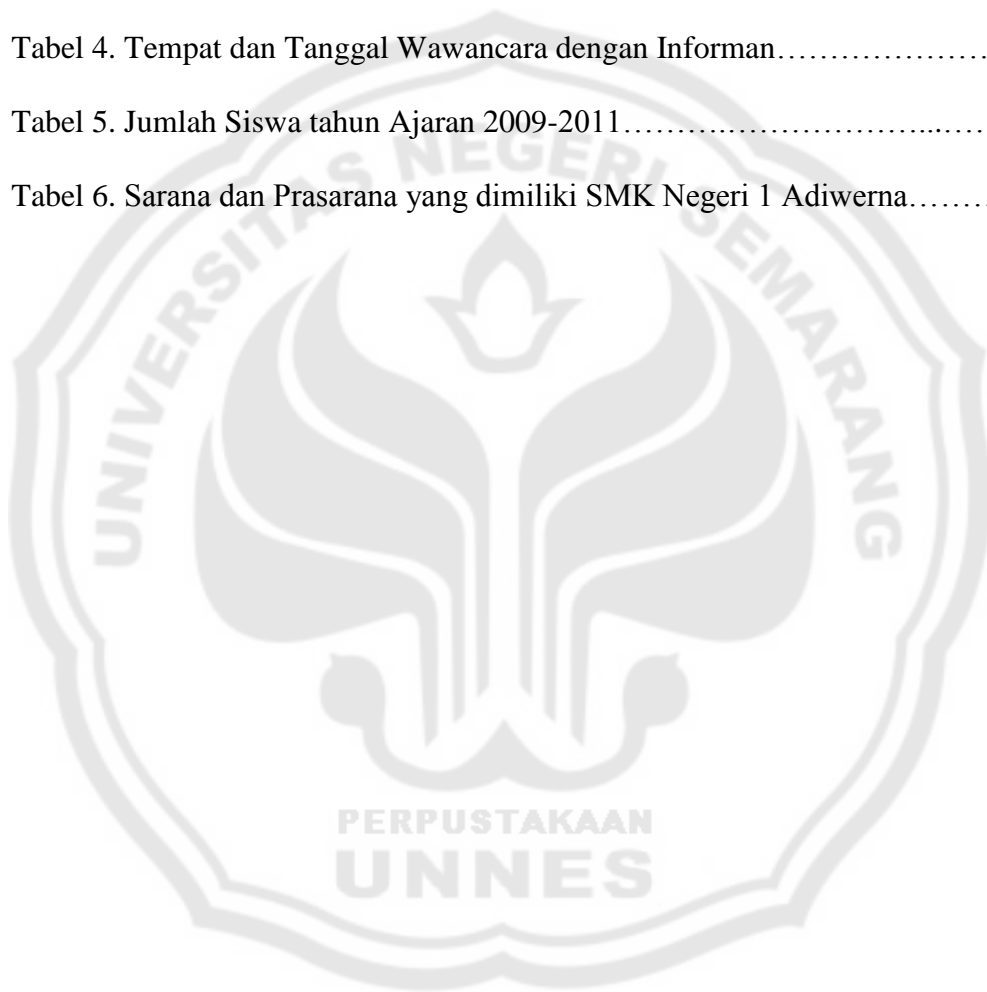 Tabel 4. Tempat dan Tanggal Wawancara dengan Informan…………………
Tabel 5. Jumlah Siswa tahun Ajaran 2009-2011……….………………...……
Tabel 6. Sarana dan Prasarana yang dimiliki SMK Negeri 1 Adiwerna………
UNIVERSITAS NEGERI SEMARANG
PERPUSTAKAAN
UNNES